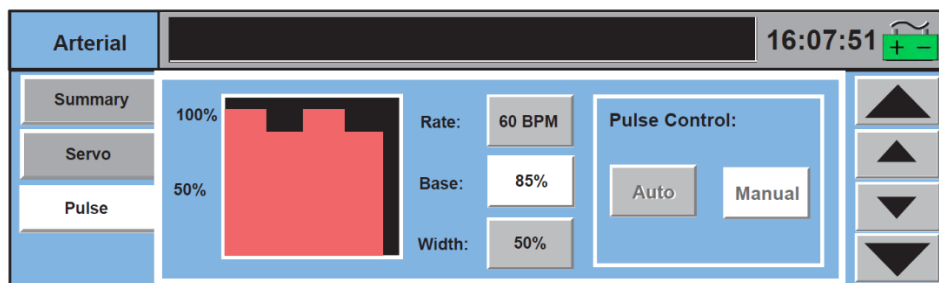 Arterial
16:07:51
+ −
Summary
Servo
Pulse
100%
50%
Rate:
60 BPM
Base:
85%
Width:
50%
Pulse Control:
Auto
Manual